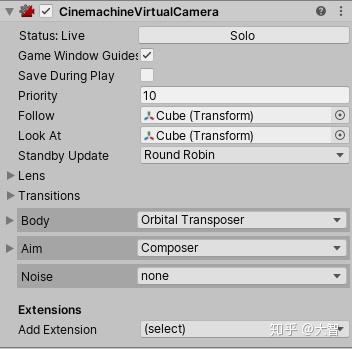 CinemachineVirtualCamera
Status: Live Solo
Game Window Guides
Save During Play
Priority 10
Follow Cube (Transform)
Look At Cube (Transform)
Standby Update Round Robin
Lens
Transitions
Body Orbital Transposer
Aim Composer
Noise none
Extensions
Add Extension (select)
知乎 @大智